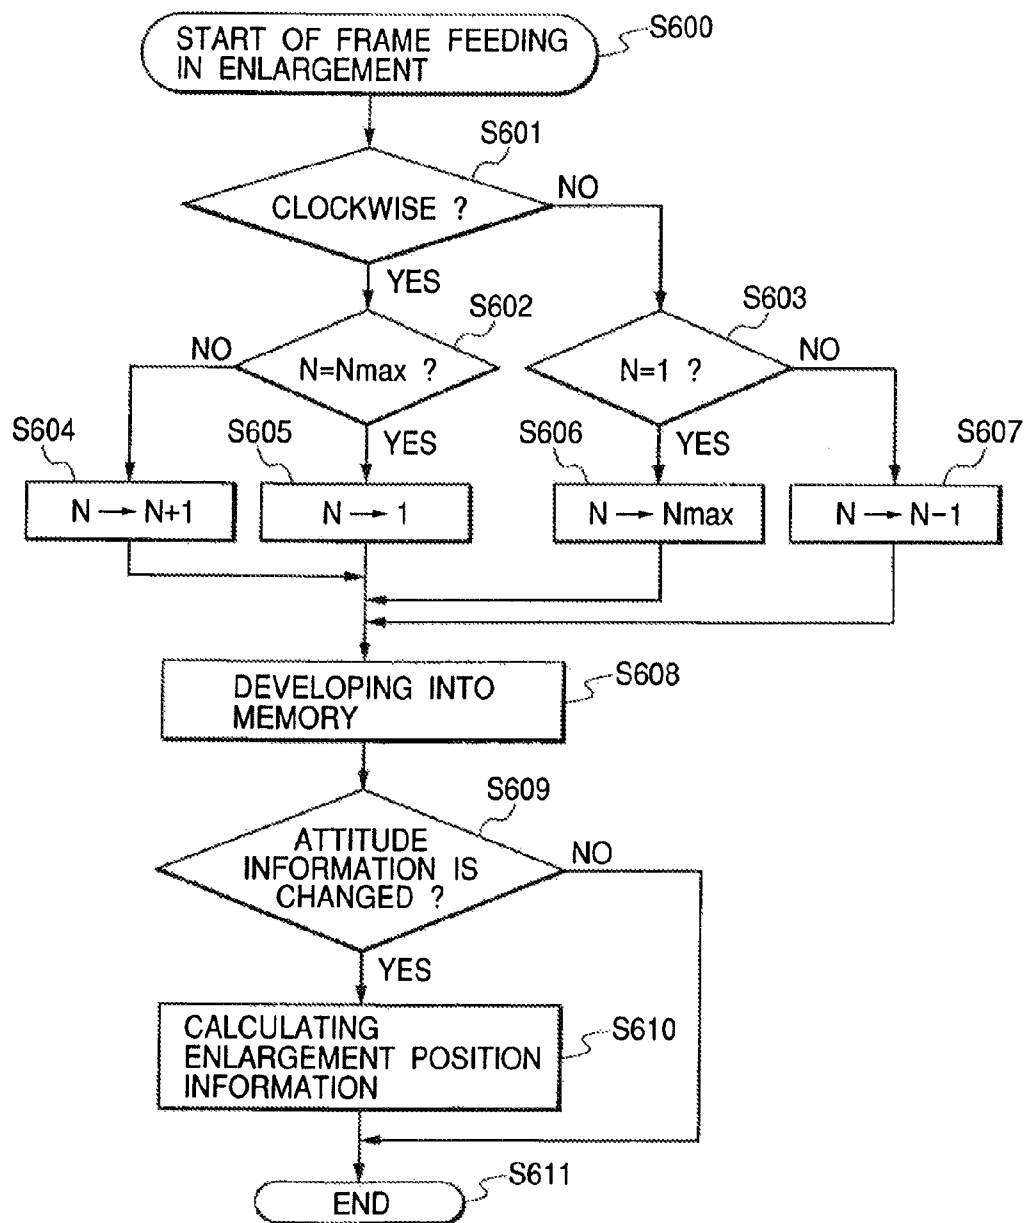 START OF FRAME FEEDING
IN ENLARGEMENT
S600
S601
CLOCKWISE ?
NO
YES
S602
N=Nmax ?
NO
YES
S603
N=1 ?
NO
YES
S604
N → N+1
S605
N → 1
S606
N → Nmax
S607
N → N-1
DEVELOPING INTO
MEMORY
S608
S609
ATTITUDE
INFORMATION IS
CHANGED ?
NO
YES
CALCULATING
ENLARGEMENT POSITION
INFORMATION
S610
END
S611